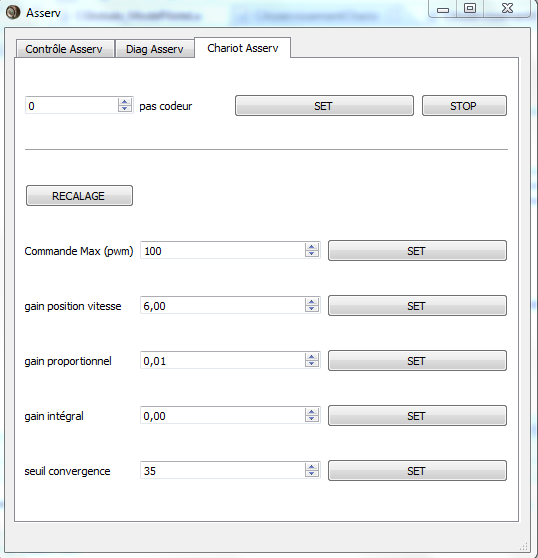 Asserv
Contrôle Asserv Diag Asserv Chariot Asserv
0 pas codeur SET STOP
RECALAGE
Commande Max (pwm) 100 SET
gain position vitesse 6,00 SET
gain proportionnel 0,01 SET
gain intégral 0,00 SET
seuil convergence 35 SET